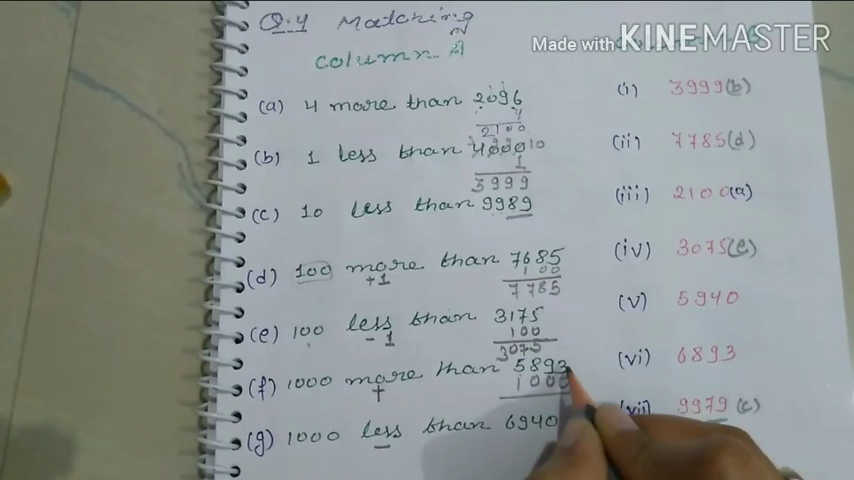 Q.4 Matching
Made with KINEMASTER
column A
(a) 4 more than 2096
4
2100
(i) 3999(b)
(b) 1 less than 4000
1
3999
(ii) 7785(d)
(c) 10 less than 9989
(iii) 2100(a)
(d) 100 more than 7685
+1
100
7785
(iv) 3075(e)
(e) 100 less than 3175
-1
100
3075
(v) 5940
(f) 1000 more than 5893
+
1000
(vi) 6893
(g) 1000 less than 6940
-
(vii) 9979(c)